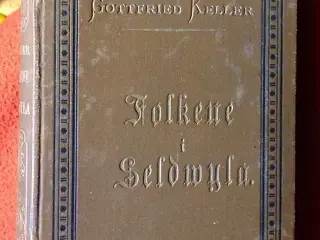 GOTTFRIED KELLER
Folkene
i
Seldwyla.